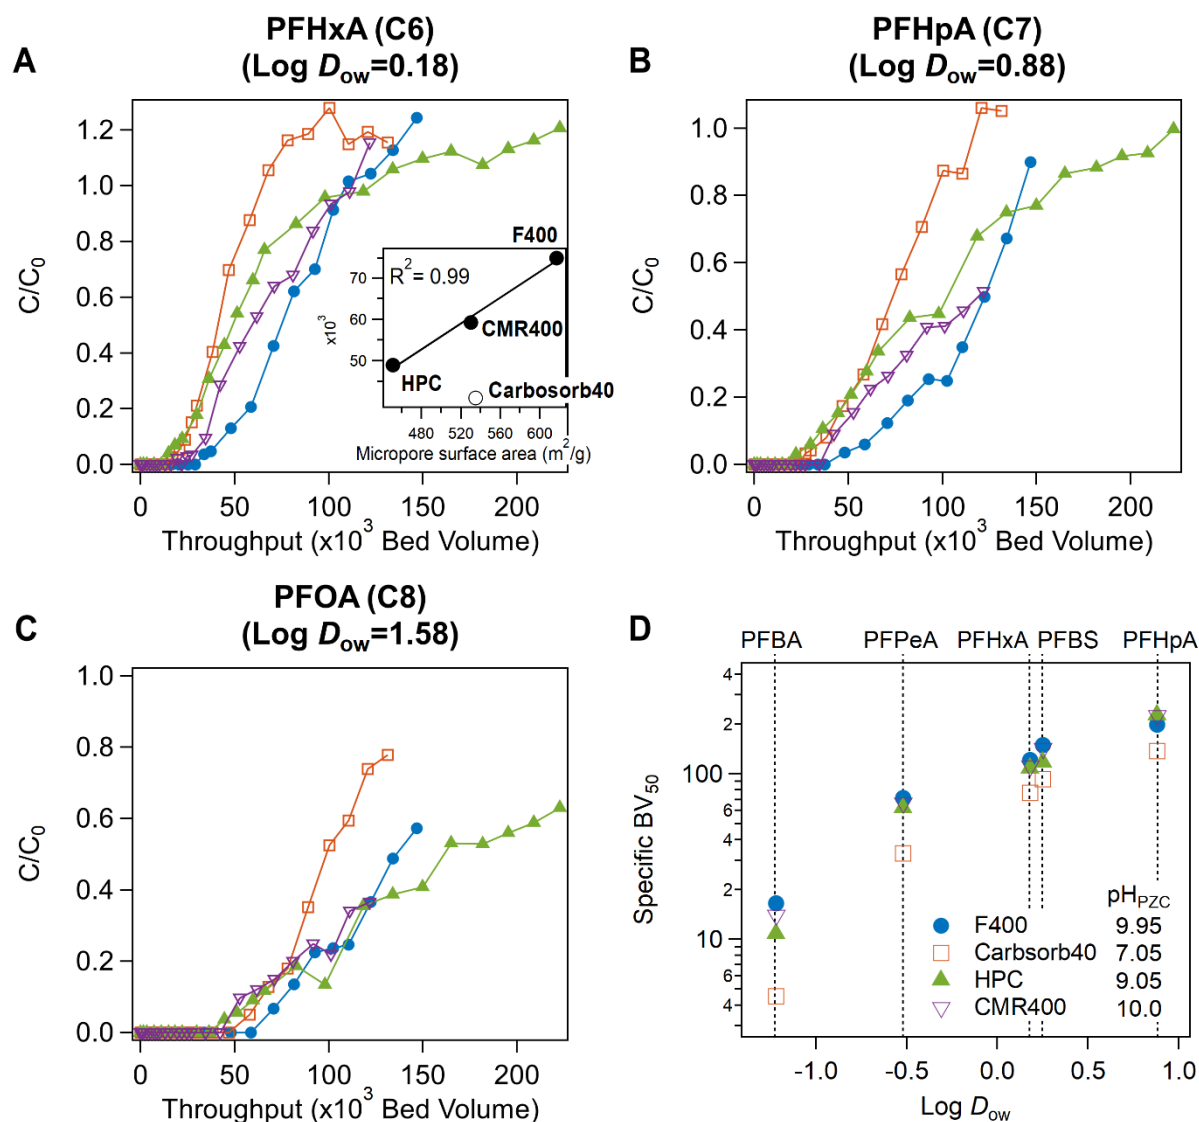 A
PFHxA (C6)
(Log Dow=0.18)
C/C0
1.2
1.0
0.8
0.6
0.4
0.2
0.0
0 50 100 150 200
Throughput (x10³ Bed Volume)
R²= 0.99
F400
CMR400
HPC
Carbosorb40
x10³
70
60
50
480 520 560 600
Micropore surface area (m²/g)
B
PFHpA (C7)
(Log Dow=0.88)
C/C0
1.0
0.8
0.6
0.4
0.2
0.0
0 50 100 150 200
Throughput (x10³ Bed Volume)
C
PFOA (C8)
(Log Dow=1.58)
C/C0
1.0
0.8
0.6
0.4
0.2
0.0
0 50 100 150 200
Throughput (x10³ Bed Volume)
D
PFBA PFPeA PFHxA PFBS PFHpA
Specific BV50
4
2
100
6
4
2
10
6
4
pHPZC
F400 9.95
Carbsorb40 7.05
HPC 9.05
CMR400 10.0
-1.0 -0.5 0.0 0.5 1.0
Log Dow